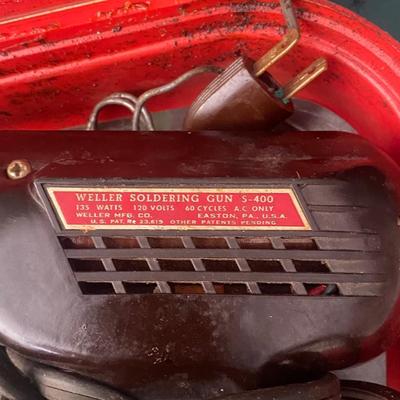 WELLER SOLDERING GUN S-400
135 WATTS 120 VOLTS 60 CYCLES A.C. ONLY
WELLER MFG. CO. EASTON, PA., U.S.A.
U.S. PAT. Re 23,619 OTHER PATENTS PENDING